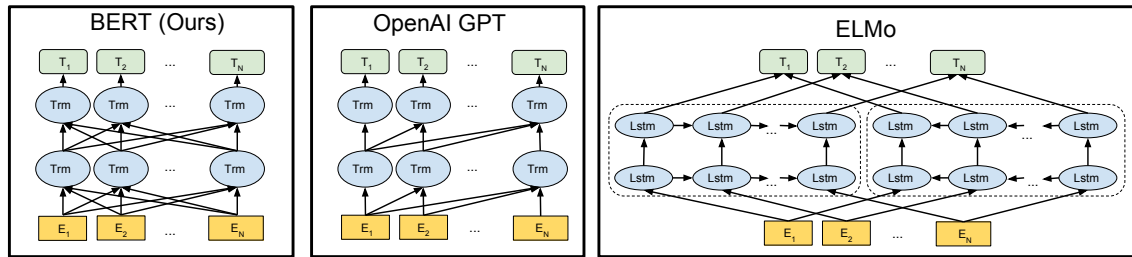 BERT (Ours)
T1 T2 ... TN
Trm Trm ... Trm
Trm Trm ... Trm
E1 E2 ... EN
OpenAI GPT
T1 T2 ... TN
Trm Trm ... Trm
Trm Trm ... Trm
E1 E2 ... EN
ELMo
T1 T2 ... TN
Lstm Lstm ... Lstm Lstm Lstm ... Lstm
Lstm Lstm ... Lstm Lstm Lstm ... Lstm
E1 E2 ... EN